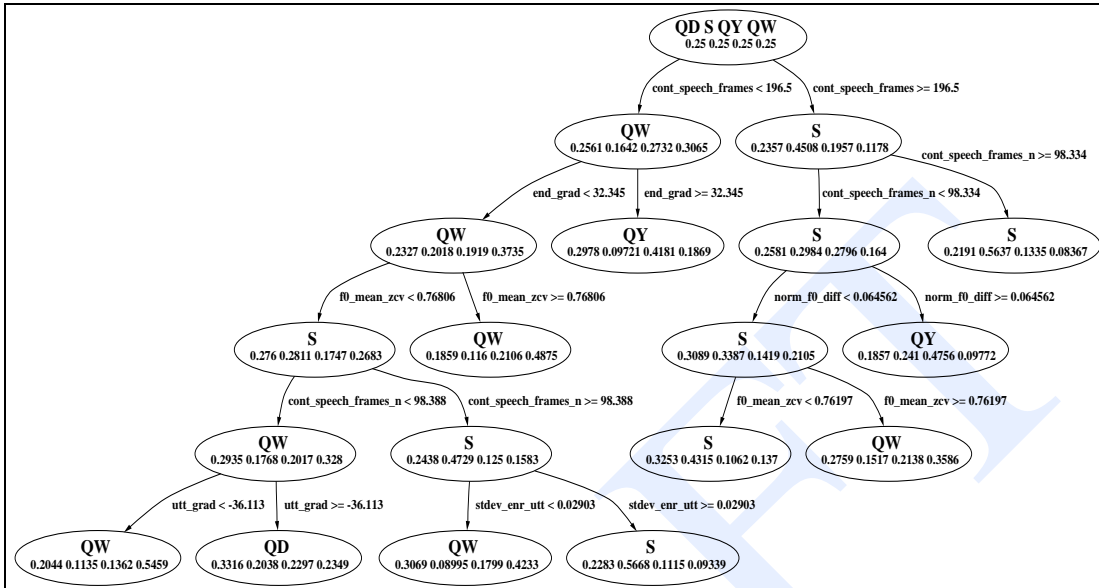 QD S QY QW
0.25 0.25 0.25 0.25
cont_speech_frames < 196.5
cont_speech_frames >= 196.5
QW
0.2561 0.1642 0.2732 0.3065
S
0.2357 0.4508 0.1957 0.1178
cont_speech_frames_n >= 98.334
end_grad < 32.345
end_grad >= 32.345
cont_speech_frames_n < 98.334
QW
0.2327 0.2018 0.1919 0.3735
QY
0.2978 0.09721 0.4181 0.1869
S
0.2581 0.2984 0.2796 0.164
S
0.2191 0.5637 0.1335 0.08367
f0_mean_zcv < 0.76806
f0_mean_zcv >= 0.76806
norm_f0_diff < 0.064562
norm_f0_diff >= 0.064562
S
0.276 0.2811 0.1747 0.2683
QW
0.1859 0.116 0.2106 0.4875
S
0.3089 0.3387 0.1419 0.2105
QY
0.1857 0.241 0.4756 0.09772
cont_speech_frames_n < 98.388
cont_speech_frames_n >= 98.388
f0_mean_zcv < 0.76197
f0_mean_zcv >= 0.76197
QW
0.2935 0.1768 0.2017 0.328
S
0.2438 0.4729 0.125 0.1583
S
0.3253 0.4315 0.1062 0.137
QW
0.2759 0.1517 0.2138 0.3586
utt_grad < -36.113
utt_grad >= -36.113
stdev_enr_utt < 0.02903
stdev_enr_utt >= 0.02903
QW
0.2044 0.1135 0.1362 0.5459
QD
0.3316 0.2038 0.2297 0.2349
QW
0.3069 0.08995 0.1799 0.4233
S
0.2283 0.5668 0.1115 0.09339